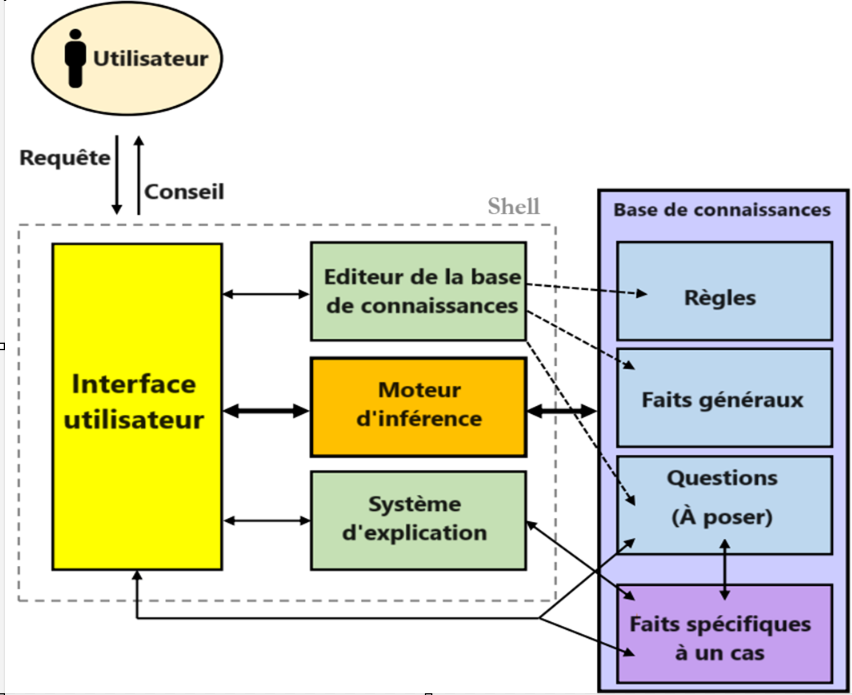 Utilisateur
Requête
Conseil
Shell
Base de connaissances
Interface
utilisateur
Editeur de la base
de connaissances
Moteur
d'inférence
Système
d'explication
Règles
Faits généraux
Questions
(À poser)
Faits spécifiques
à un cas